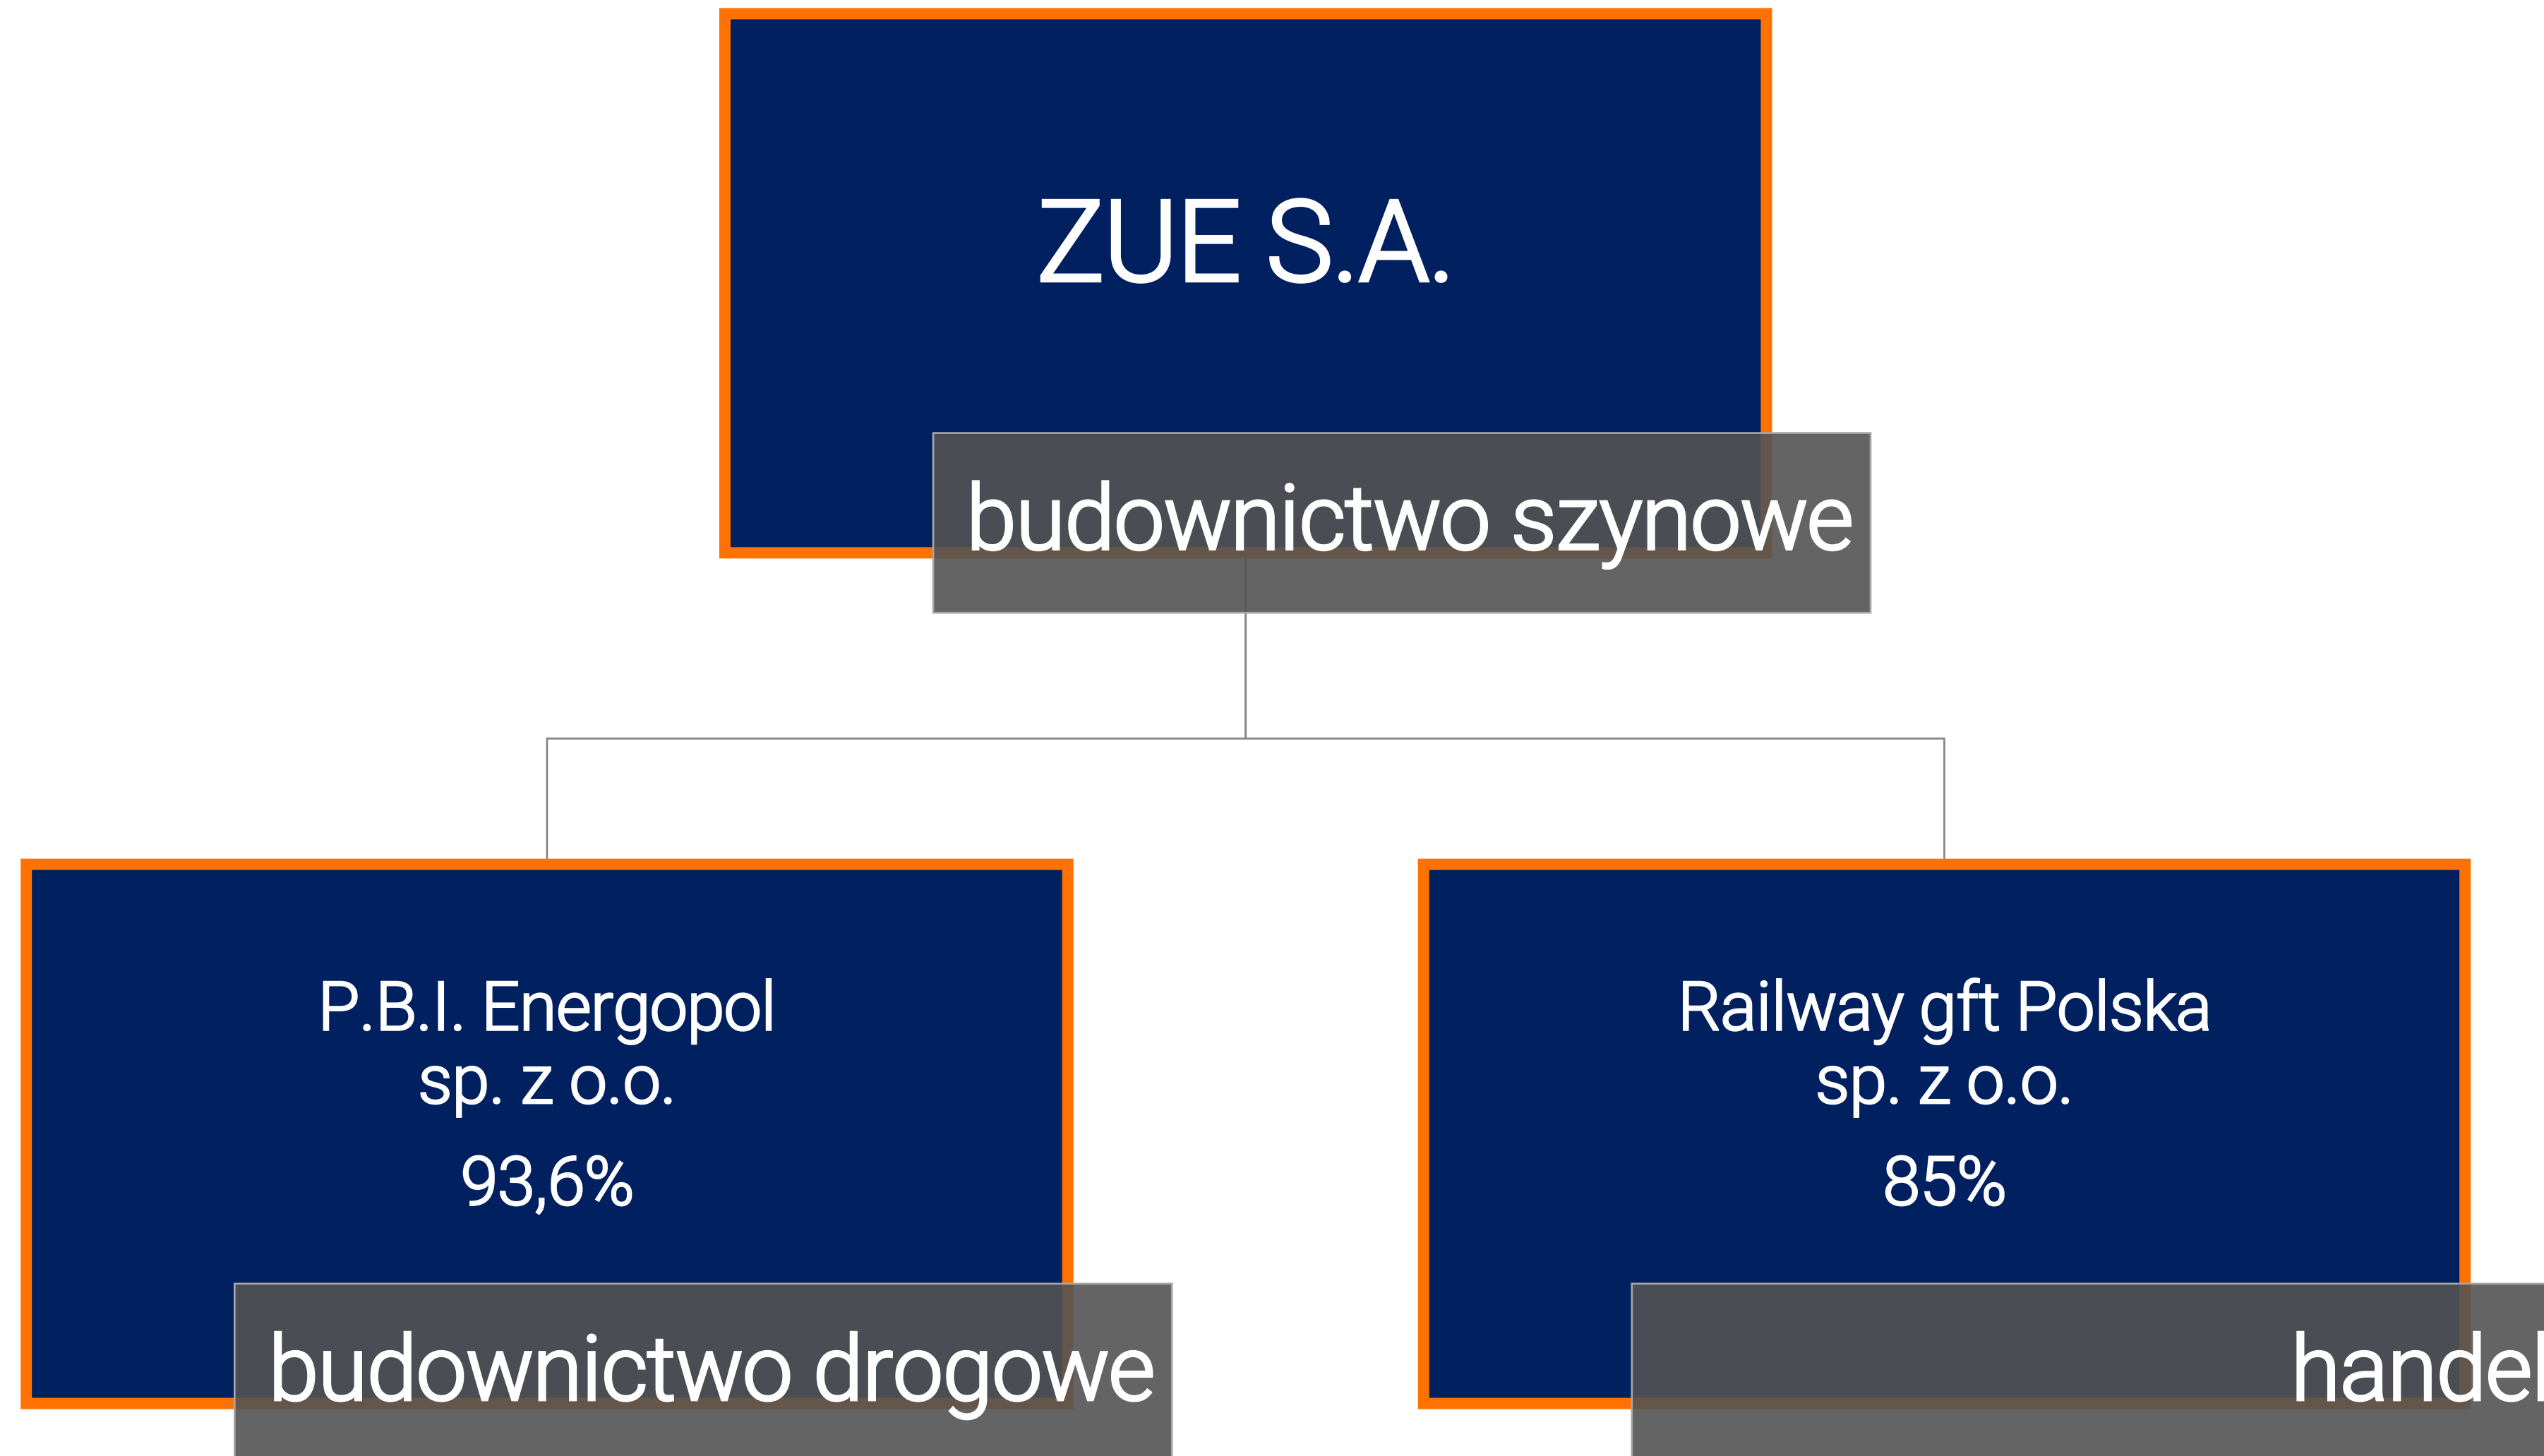 ZUE S.A.
budownictwo szynowe
P.B.I. Energopol
sp. z o.o.
93,6%
budownictwo drogowe
Railway gft Polska
sp. z o.o.
85%
handel